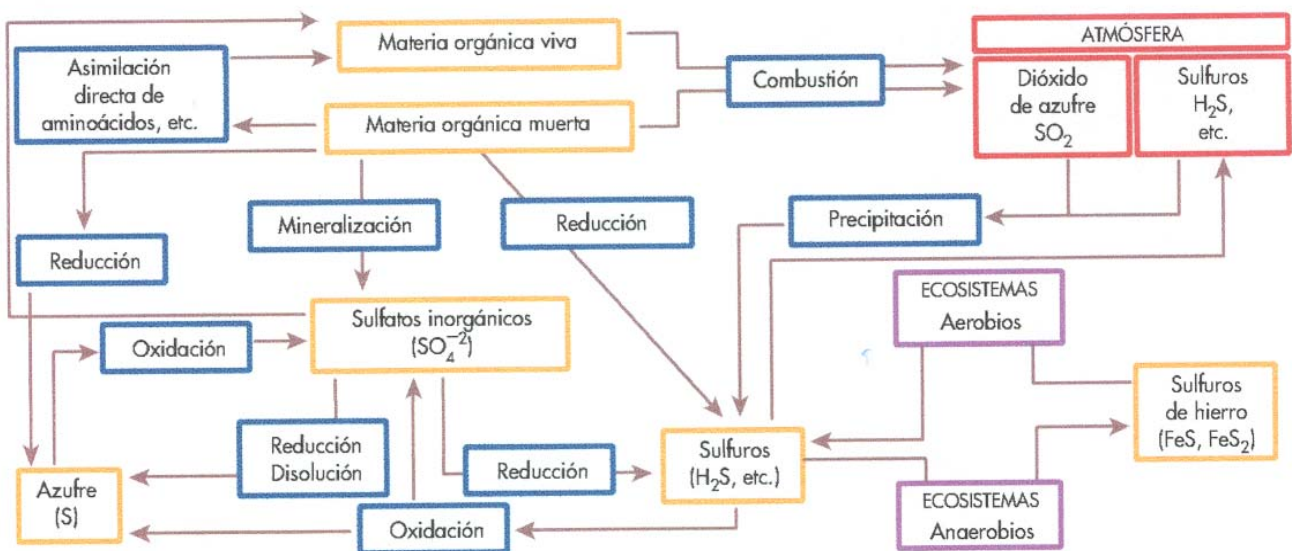 Materia orgánica viva
Asimilación
directa de
aminoácidos, etc.
Materia orgánica muerta
Combustión
ATMÓSFERA
Dióxido
de azufre
SO₂
Sulfuros
H₂S,
etc.
Mineralización
Reducción
Precipitación
Reducción
Sulfatos inorgánicos
(SO₄⁻²)
Oxidación
ECOSISTEMAS
Aerobios
Sulfuros
de hierro
(FeS, FeS₂)
Reducción
Disolución
Reducción
Sulfuros
(H₂S, etc.)
Azufre
(S)
Oxidación
ECOSISTEMAS
Anaerobios